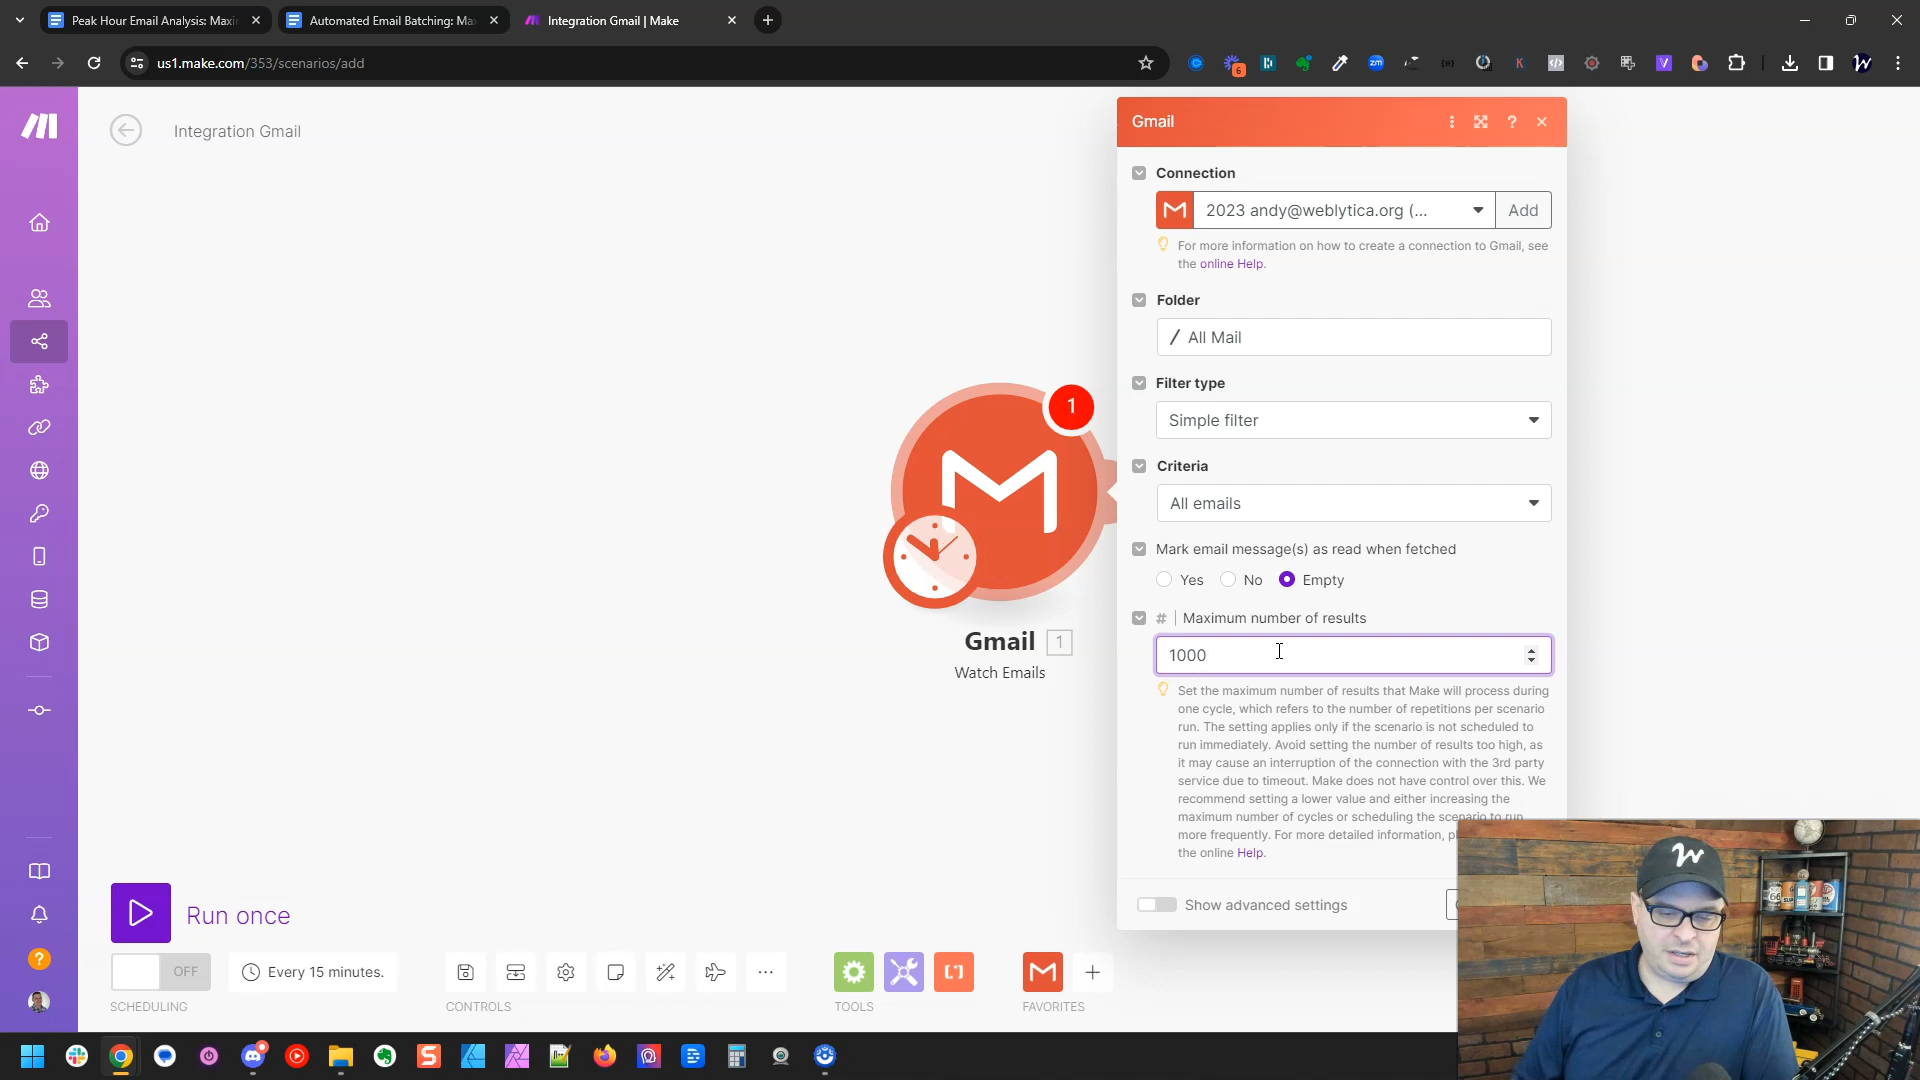 Peak Hour Email Analysis: Maxi
Automated Email Batching: Ma
Integration Gmail | Make
us1.make.com/353/scenarios/add
6
zm
K
V
Integration Gmail
Gmail
Connection
2023 andy@weblytica.org (...
Add
For more information on how to create a connection to Gmail, see
the online Help.
Folder
/ All Mail
Filter type
Simple filter
Criteria
All emails
Mark email message(s) as read when fetched
Yes
No
Empty
# | Maximum number of results
1000
Set the maximum number of results that Make will process during
one cycle, which refers to the number of repetitions per scenario
run. The setting applies only if the scenario is not scheduled to
run immediately. Avoid setting the number of results too high, as
it may cause an interruption of the connection with the 3rd party
service due to timeout. Make does not have control over this. We
recommend setting a lower value and either increasing the
maximum number of cycles or scheduling the scenario to run
more frequently. For more detailed information,
the online Help.
Show advanced settings
1
Gmail 1
Watch Emails
Run once
OFF
Every 15 minutes.
SCHEDULING
CONTROLS
TOOLS
FAVORITES